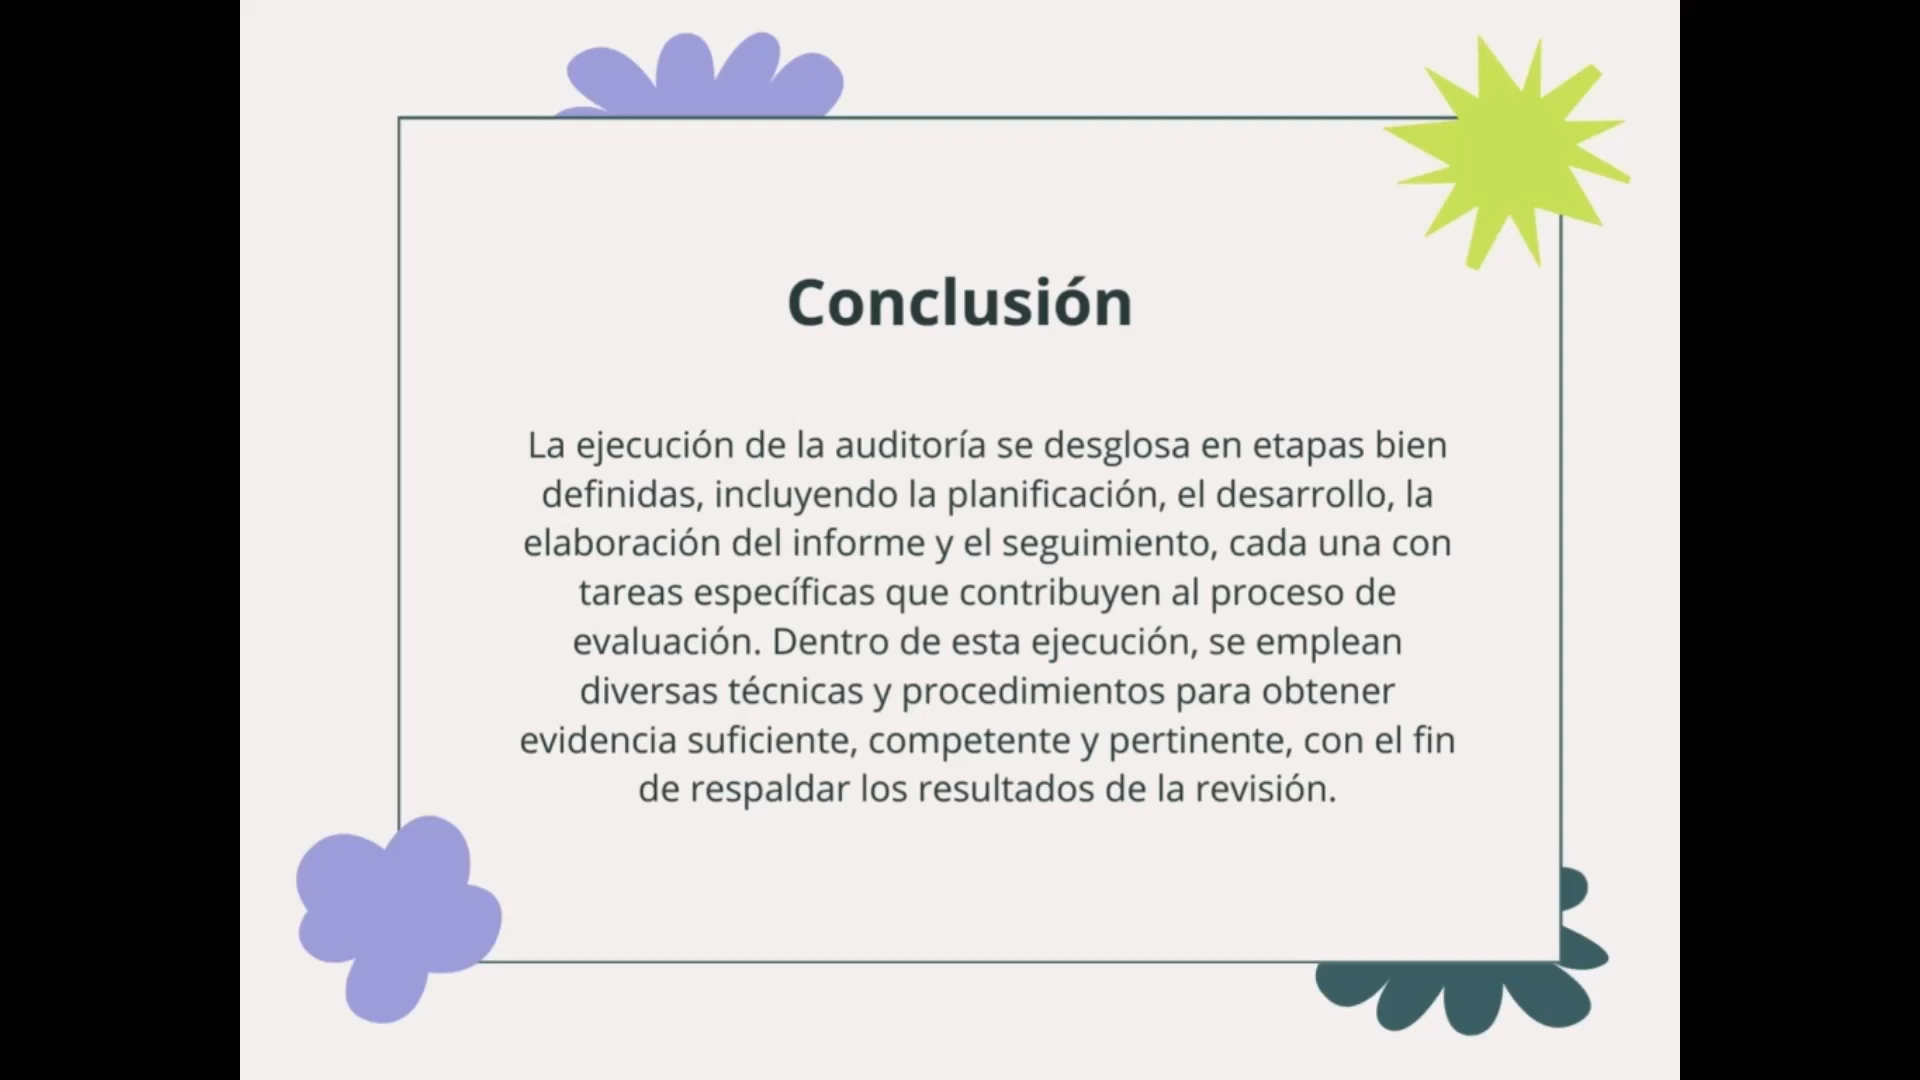 Conclusión
La ejecución de la auditoría se desglosa en etapas bien
definidas, incluyendo la planificación, el desarrollo, la
elaboración del informe y el seguimiento, cada una con
tareas específicas que contribuyen al proceso de
evaluación. Dentro de esta ejecución, se emplean
diversas técnicas y procedimientos para obtener
evidencia suficiente, competente y pertinente, con el fin
de respaldar los resultados de la revisión.